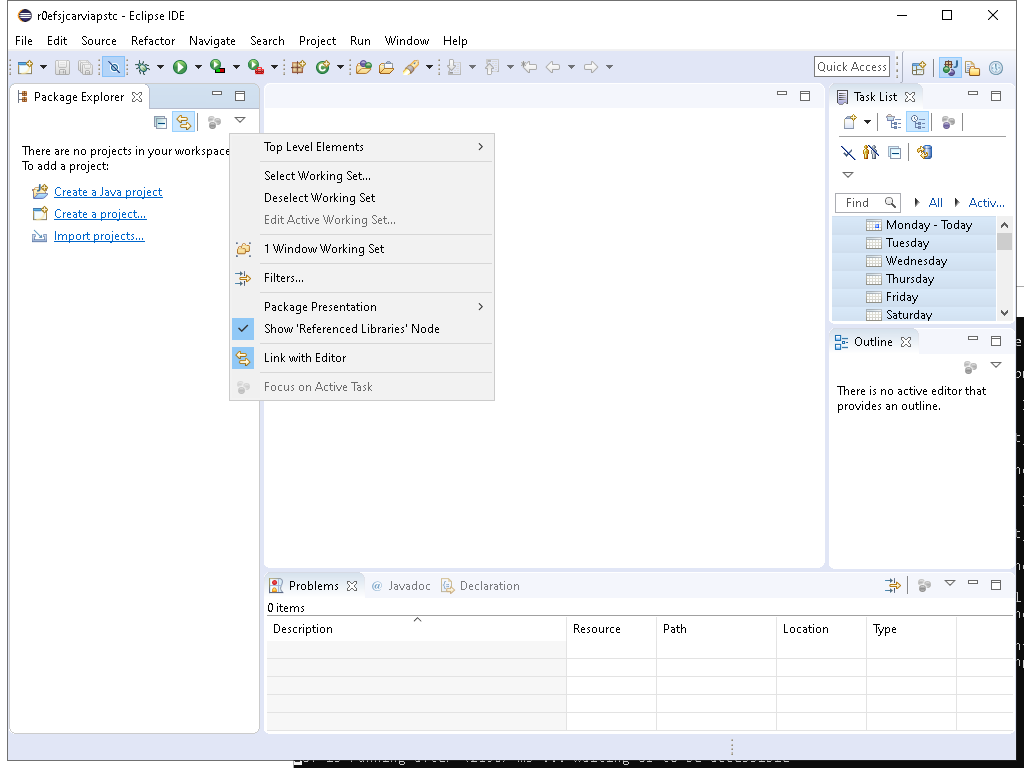 r0efsjcarviapstc - Eclipse IDE
File Edit Source Refactor Navigate Search Project Run Window Help
Quick Access
Package Explorer
There are no projects in your workspace
To add a project:
Create a Java project
Create a project...
Import projects...
Top Level Elements
Select Working Set...
Deselect Working Set
Edit Active Working Set...
1 Window Working Set
Filters...
Package Presentation
Show 'Referenced Libraries' Node
Link with Editor
Focus on Active Task
Task List
Find All Activ...
Monday - Today
Tuesday
Wednesday
Thursday
Friday
Saturday
Outline
There is no active editor that
provides an outline.
Problems @ Javadoc Declaration
0 items
Description Resource Path Location Type